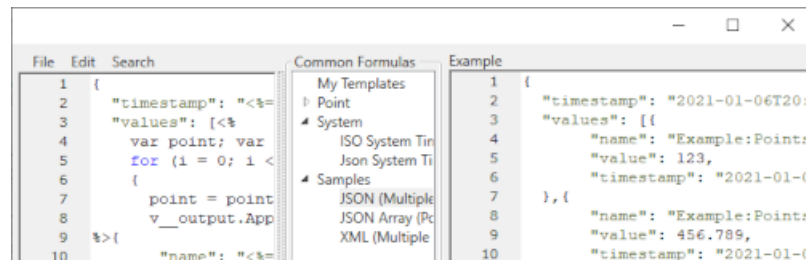 File Edit Search
1 {
2 "timestamp": "<%=
3 "values": [<%
4 var point; var
5 for (i = 0; i <
6 {
7 point = point
8 v__output.App
9 %>{
10 "name": "<%=
Common Formulas
My Templates
Point
System
ISO System Tin
Json System Ti
Samples
JSON (Multiple
JSON Array (Po
XML (Multiple
Example
1 {
2 "timestamp": "2021-01-06T20:
3 "values": [{
4 "name": "Example:Points
5 "value": 123,
6 "timestamp": "2021-01-0
7 },{
8 "name": "Example:Points
9 "value": 456.789,
10 "timestamp": "2021-01-0